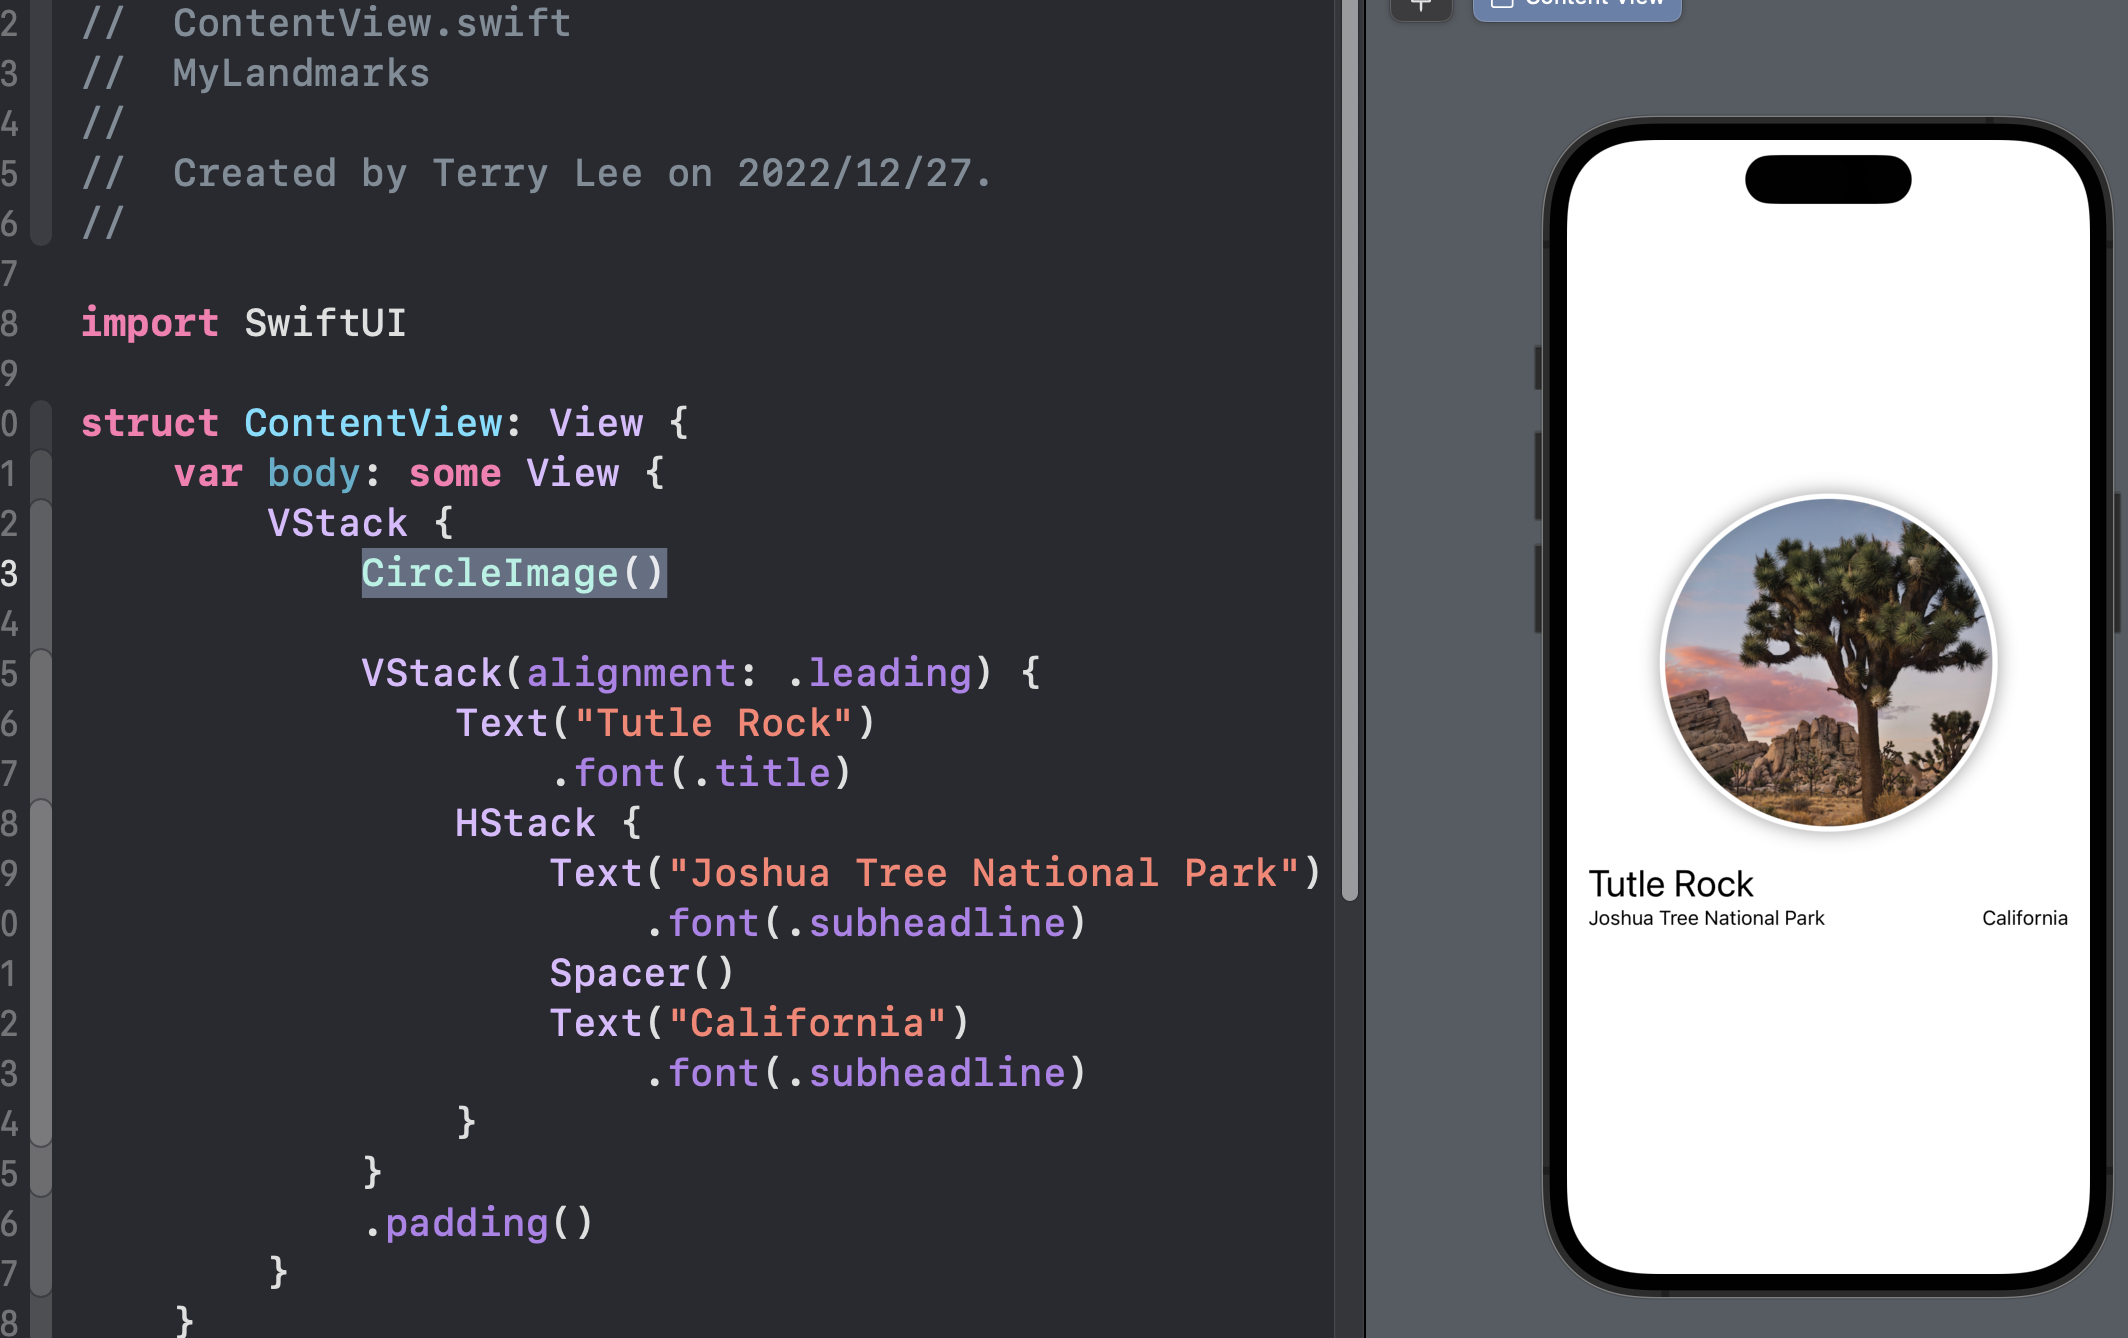 2 //  ContentView.swift
3 //  MyLandmarks
4 //
5 //  Created by Terry Lee on 2022/12/27.
6 //
7
8 import SwiftUI
9
0 struct ContentView: View {
1     var body: some View {
2         VStack {
3             CircleImage()
4
5             VStack(alignment: .leading) {
6                 Text("Tutle Rock")
7                     .font(.title)
8                 HStack {
9                     Text("Joshua Tree National Park")
0                         .font(.subheadline)
1                     Spacer()
2                     Text("California")
3                         .font(.subheadline)
4                 }
5             }
6             .padding()
7         }
8     }
Content View
Tutle Rock
Joshua Tree National Park California